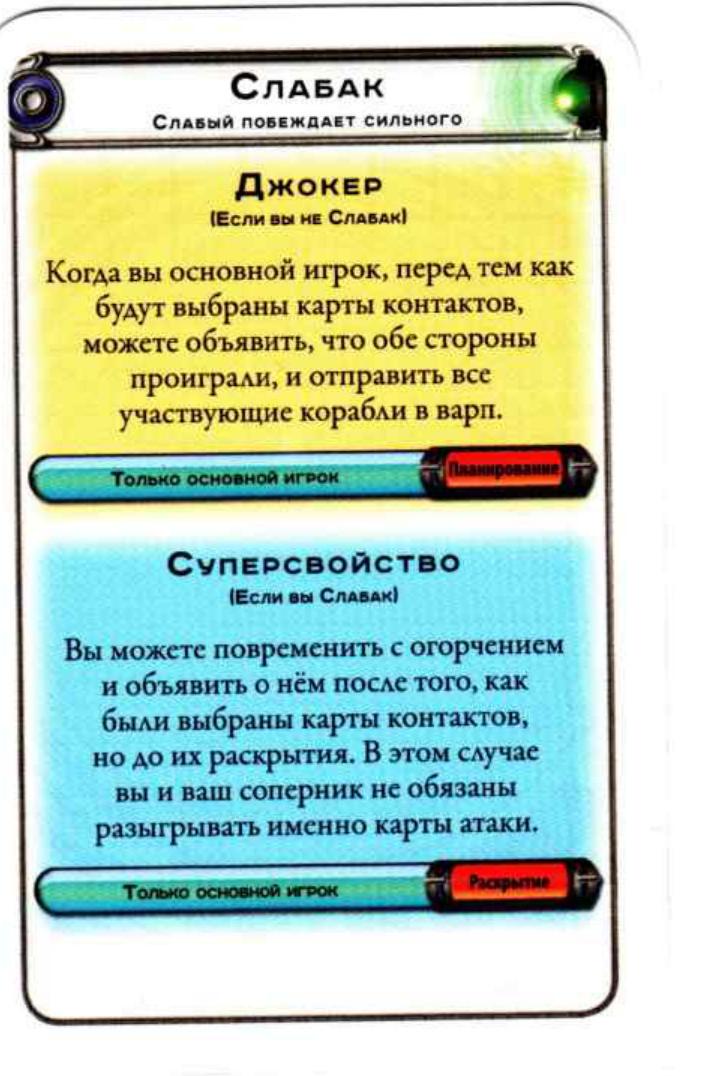 Слабак
Слабый побеждает сильного
Джокер
(Если вы не Слабак)
Когда вы основной игрок, перед тем как
будут выбраны карты контактов,
можете объявить, что обе стороны
проиграли, и отправить все
участвующие корабли в варп.
Только основной игрок
Планирование
Суперсвойство
(Если вы Слабак)
Вы можете повременить с огорчением
и объявить о нём после того, как
были выбраны карты контактов,
но до их раскрытия. В этом случае
вы и ваш соперник не обязаны
разыгрывать именно карты атаки.
Только основной игрок
Раскрытие